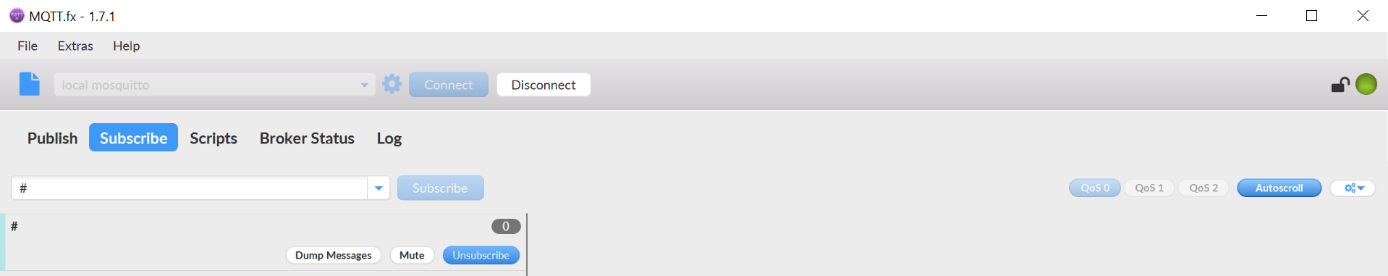 MQTT.fx - 1.7.1
File Extras Help
local mosquitto Connect Disconnect
Publish Subscribe Scripts Broker Status Log
# Subscribe QoS 0 QoS 1 QoS 2 Autoscroll
# 0
Dump Messages Mute Unsubscribe